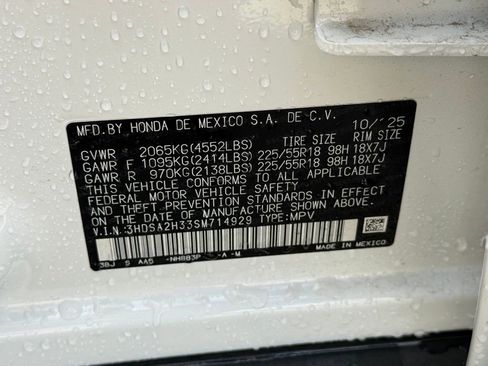 MFD.BY HONDA DE MEXICO S.A. DE C.V. 10/'25
TIRE SIZE RIM SIZE
GVWR 2065KG(4552LBS)
GAWR F 1095KG(2414LBS) 225/55R18 98H 18X7J
GAWR R 970KG(2138LBS) 225/55R18 98H 18X7J
THIS VEHICLE CONFORMS TO ALL APPLICABLE
FEDERAL MOTOR VEHICLE SAFETY
AND THEFT PREVENTION STANDARDS IN EFFECT
ON THE DATE OF MANUFACTURE SHOWN ABOVE.
V.I.N:3HDSA2H33SM714929 TYPE:MPV
38J S AA5 NH883P -A-M MADE IN MEXICO